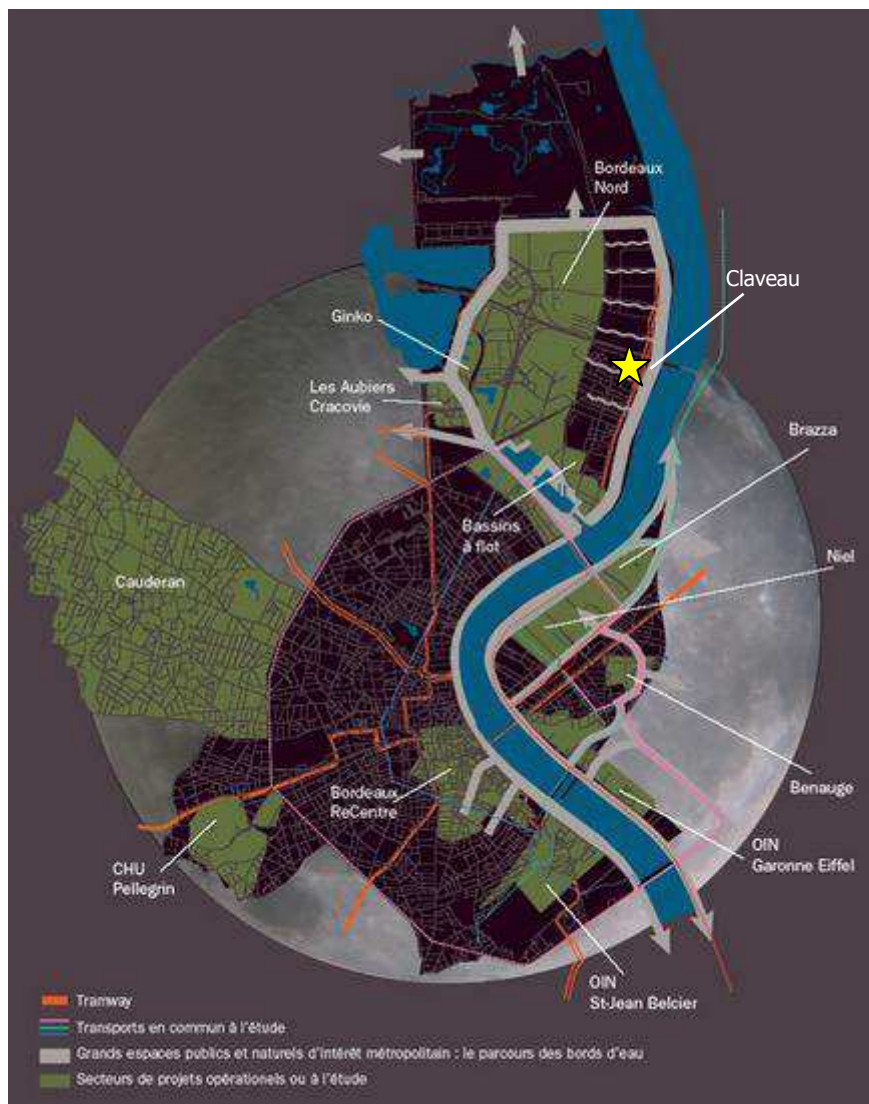 Bordeaux
Nord
Claveau
Ginko
Les Aubiers
Cracovie
Brazza
Bassins
à flot
Niel
Cauderan
Bordeaux
ReCentre
Benauge
CHU
Pellegrin
OIN
Garonne Eiffel
OIN
St-Jean Belcier
Tramway
Transports en commun à l'étude
Grands espaces publics et naturels d'intérêt métropolitain : le parcours des bords d'eau
Secteurs de projets opérationels ou à l'étude